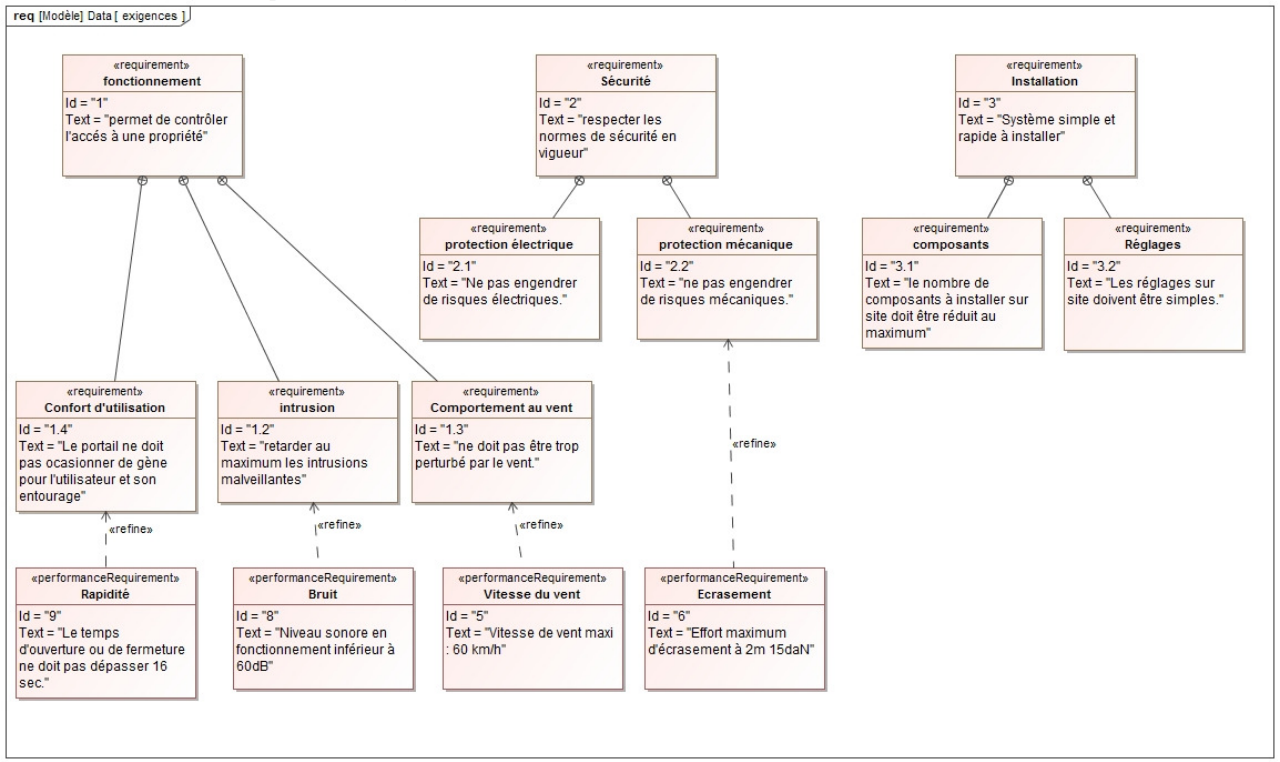 req [Modèle] Data [ exigences ]
«requirement»
fonctionnement
Id = "1"
Text = "permet de contrôler
l'accés à une propriété"
«requirement»
Sécurité
Id = "2"
Text = "respecter les
normes de sécurité en
vigueur"
«requirement»
Installation
Id = "3"
Text = "Système simple et
rapide à installer"
«requirement»
protection électrique
Id = "2.1"
Text = "Ne pas engendrer
de risques électriques."
«requirement»
protection mécanique
Id = "2.2"
Text = "ne pas engendrer
de risques mécaniques."
«requirement»
composants
Id = "3.1"
Text = "le nombre de
composants à installer sur
site doit être réduit au
maximum"
«requirement»
Réglages
Id = "3.2"
Text = "Les réglages sur
site doivent être simples."
«requirement»
Confort d'utilisation
Id = "1.4"
Text = "Le portail ne doit
pas ocasionner de gène
pour l'utilisateur et son
entourage"
«requirement»
intrusion
Id = "1.2"
Text = "retarder au
maximum les intrusions
malveillantes"
«requirement»
Comportement au vent
Id = "1.3"
Text = "ne doit pas être trop
perturbé par le vent."
«refine»
«refine»
«refine»
«refine»
«performanceRequirement»
Rapidité
Id = "9"
Text = "Le temps
d'ouverture ou de fermeture
ne doit pas dépasser 16
sec."
«performanceRequirement»
Bruit
Id = "8"
Text = "Niveau sonore en
fonctionnement inférieur à
60dB"
«performanceRequirement»
Vitesse du vent
Id = "5"
Text = "Vitesse de vent maxi
: 60 km/h"
«performanceRequirement»
Ecrasement
Id = "6"
Text = "Effort maximum
d'écrasement à 2m 15daN"